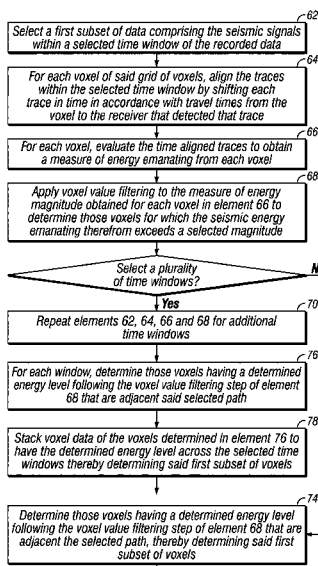 62
Select a first subset of data comprising the seismic signals
within a selected time window of the recorded data
64
For each voxel of said grid of voxels, align the traces
within the selected time window by shifting each
trace in time in accordance with travel times from the
voxel to the receiver that detected that trace
66
For each voxel, evaluate the time aligned traces to obtain
a measure of energy emanating from each voxel
68
Apply voxel value filtering to the measure of energy
magnitude obtained for each voxel in element 66 to
determine those voxels for which the seismic energy
emanating therefrom exceeds a selected magnitude
Select a plurality
of time windows?
N
Yes
70
Repeat elements 62, 64, 66 and 68 for additional
time windows
76
For each window, determine those voxels having a determined
energy level following the voxel value filtering step of element
68 that are adjacent said selected path
78
Stack voxel data of the voxels determined in element 76 to
have the determined energy level across the selected time
windows thereby determining said first subset of voxels
74
Determine those voxels having a determined energy level
following the voxel value filtering step of element 68 that are
adjacent the selected path, thereby determining said first
subset of voxels